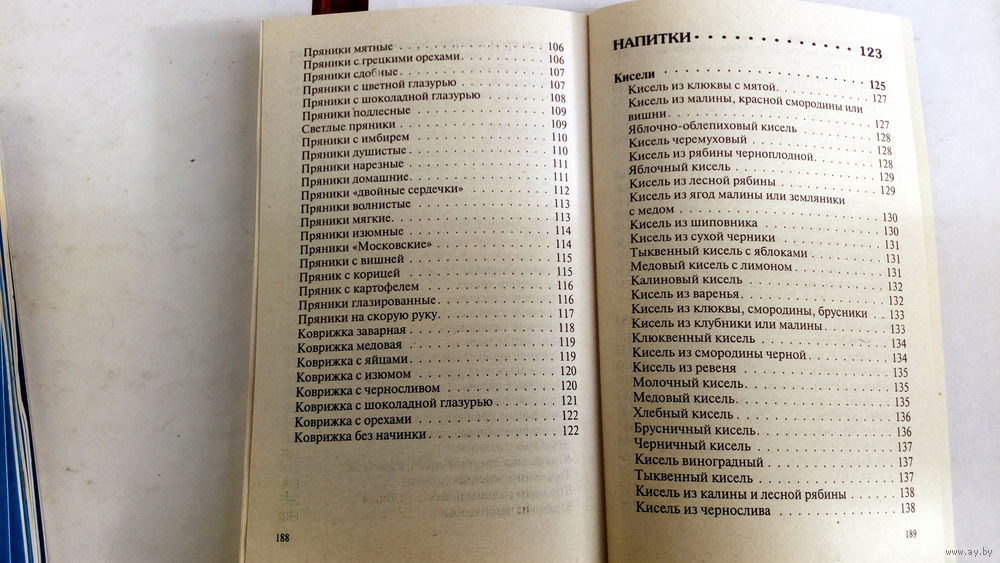 Пряники мятные . . . . . . . . . . . . . . . . . 106
Пряники с грецкими орехами. . . . . . . . . . . 106
Пряники сдобные. . . . . . . . . . . . . . . . . 107
Пряники с цветной глазурью . . . . . . . . . . . 107
Пряники с шоколадной глазурью . . . . . . . . . 108
Пряники подлесные . . . . . . . . . . . . . . . 109
Светлые пряники . . . . . . . . . . . . . . . . 109
Пряники с имбирем . . . . . . . . . . . . . . . 110
Пряники душистые . . . . . . . . . . . . . . . . 110
Пряники нарезные . . . . . . . . . . . . . . . . 111
Пряники домашние. . . . . . . . . . . . . . . . 111
Пряники «двойные сердечки» . . . . . . . . . . . 112
Пряники волнистые . . . . . . . . . . . . . . . 113
Пряники мягкие. . . . . . . . . . . . . . . . . 113
Пряники изюмные . . . . . . . . . . . . . . . . 114
Пряники «Московские» . . . . . . . . . . . . . . 114
Пряники с вишней . . . . . . . . . . . . . . . . 115
Пряник с корицей . . . . . . . . . . . . . . . . 115
Пряник с картофелем . . . . . . . . . . . . . . 116
Пряники глазированные. . . . . . . . . . . . . . 116
Пряники на скорую руку. . . . . . . . . . . . . 117
Коврижка заварная . . . . . . . . . . . . . . . 118
Коврижка медовая . . . . . . . . . . . . . . . . 119
Коврижка с яйцами. . . . . . . . . . . . . . . . 119
Коврижка с изюмом . . . . . . . . . . . . . . . 120
Коврижка с черносливом . . . . . . . . . . . . . 120
Коврижка с шоколадной глазурью . . . . . . . . . 121
Коврижка с орехами . . . . . . . . . . . . . . . 122
Коврижка без начинки. . . . . . . . . . . . . . 122
188
НАПИТКИ . . . . . . . . . . . . . 123
Кисели . . . . . . . . . . . . . . . . . 125
Кисель из клюквы с мятой. . . . . . . . . . 127
Кисель из малины, красной смородины или
вишни. . . . . . . . . . . . . . . . . . . 127
Яблочно-облепиховый кисель . . . . . . . . 128
Кисель черемуховый . . . . . . . . . . . . 128
Кисель из рябины черноплодной. . . . . . . 128
Яблочный кисель . . . . . . . . . . . . . . 129
Кисель из лесной рябины . . . . . . . . . . 129
Кисель из ягод малины или земляники
с медом . . . . . . . . . . . . . . . . . . 130
Кисель из шиповника . . . . . . . . . . . . 130
Кисель из сухой черники . . . . . . . . . . 131
Тыквенный кисель с яблоками . . . . . . . . 131
Медовый кисель с лимоном . . . . . . . . . 131
Калиновый кисель . . . . . . . . . . . . . 132
Кисель из варенья. . . . . . . . . . . . . 132
Кисель из клюквы, смородины, брусники . . . 133
Кисель из клубники или малины. . . . . . . 133
Клюквенный кисель . . . . . . . . . . . . . 134
Кисель из смородины черной . . . . . . . . 134
Кисель из ревеня . . . . . . . . . . . . . 135
Молочный кисель. . . . . . . . . . . . . . 135
Медовый кисель. . . . . . . . . . . . . . . 135
Хлебный кисель . . . . . . . . . . . . . . 136
Брусничный кисель. . . . . . . . . . . . . 136
Черничный кисель . . . . . . . . . . . . . 137
Кисель виноградный . . . . . . . . . . . . 137
Тыквенный кисель . . . . . . . . . . . . . 137
Кисель из калины и лесной рябины . . . . . 138
Кисель из чернослива . . . . . . . . . . . 138
189
www.ay.by